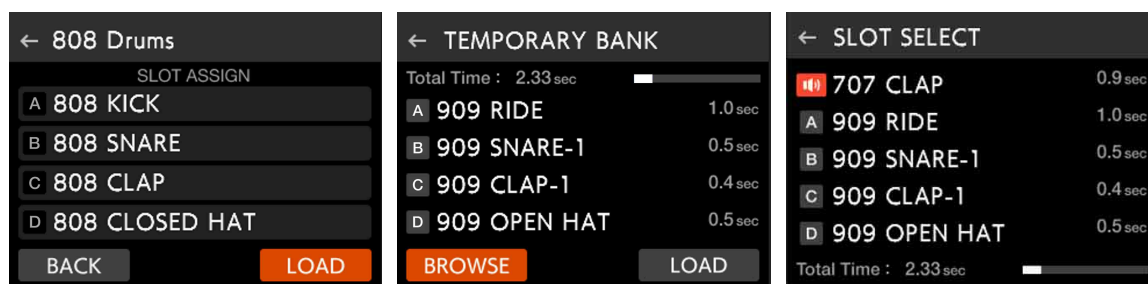 ← 808 Drums
SLOT ASSIGN
A 808 KICK
B 808 SNARE
C 808 CLAP
D 808 CLOSED HAT
BACK LOAD
← TEMPORARY BANK
Total Time : 2.33 sec
A 909 RIDE 1.0 sec
B 909 SNARE-1 0.5 sec
C 909 CLAP-1 0.4 sec
D 909 OPEN HAT 0.5 sec
BROWSE LOAD
← SLOT SELECT
707 CLAP 0.9 sec
A 909 RIDE 1.0 sec
B 909 SNARE-1 0.5 sec
C 909 CLAP-1 0.4 sec
D 909 OPEN HAT 0.5 sec
Total Time : 2.33 sec